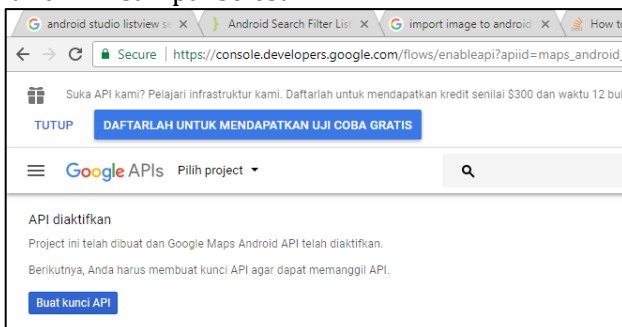 android studio listview se
Android Search Filter List
import image to android
How to
Secure | https://console.developers.google.com/flows/enableapi?apiid=maps_android_
Suka API kami? Pelajari infrastruktur kami. Daftarlah untuk mendapatkan kredit senilai $300 dan waktu 12 bul
TUTUP
DAFTARLAH UNTUK MENDAPATKAN UJI COBA GRATIS
Google APIs
Pilih project
API diaktifkan
Project ini telah dibuat dan Google Maps Android API telah diaktifkan.
Berikutnya, Anda harus membuat kunci API agar dapat memanggil API.
Buat kunci API